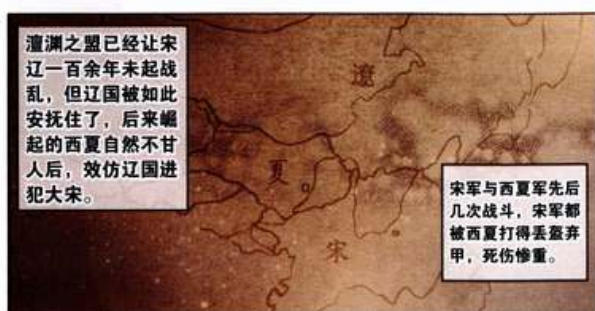 澶渊之盟已经让宋
辽一百余年未起战
乱，但辽国被如此
安抚住了，后来崛
起的西夏自然不甘
人后，效仿辽国进
犯大宋。
遼
夏
宋
宋军与西夏军先后
几次战斗，宋军都
被西夏打得丢盔弃
甲，死伤惨重。